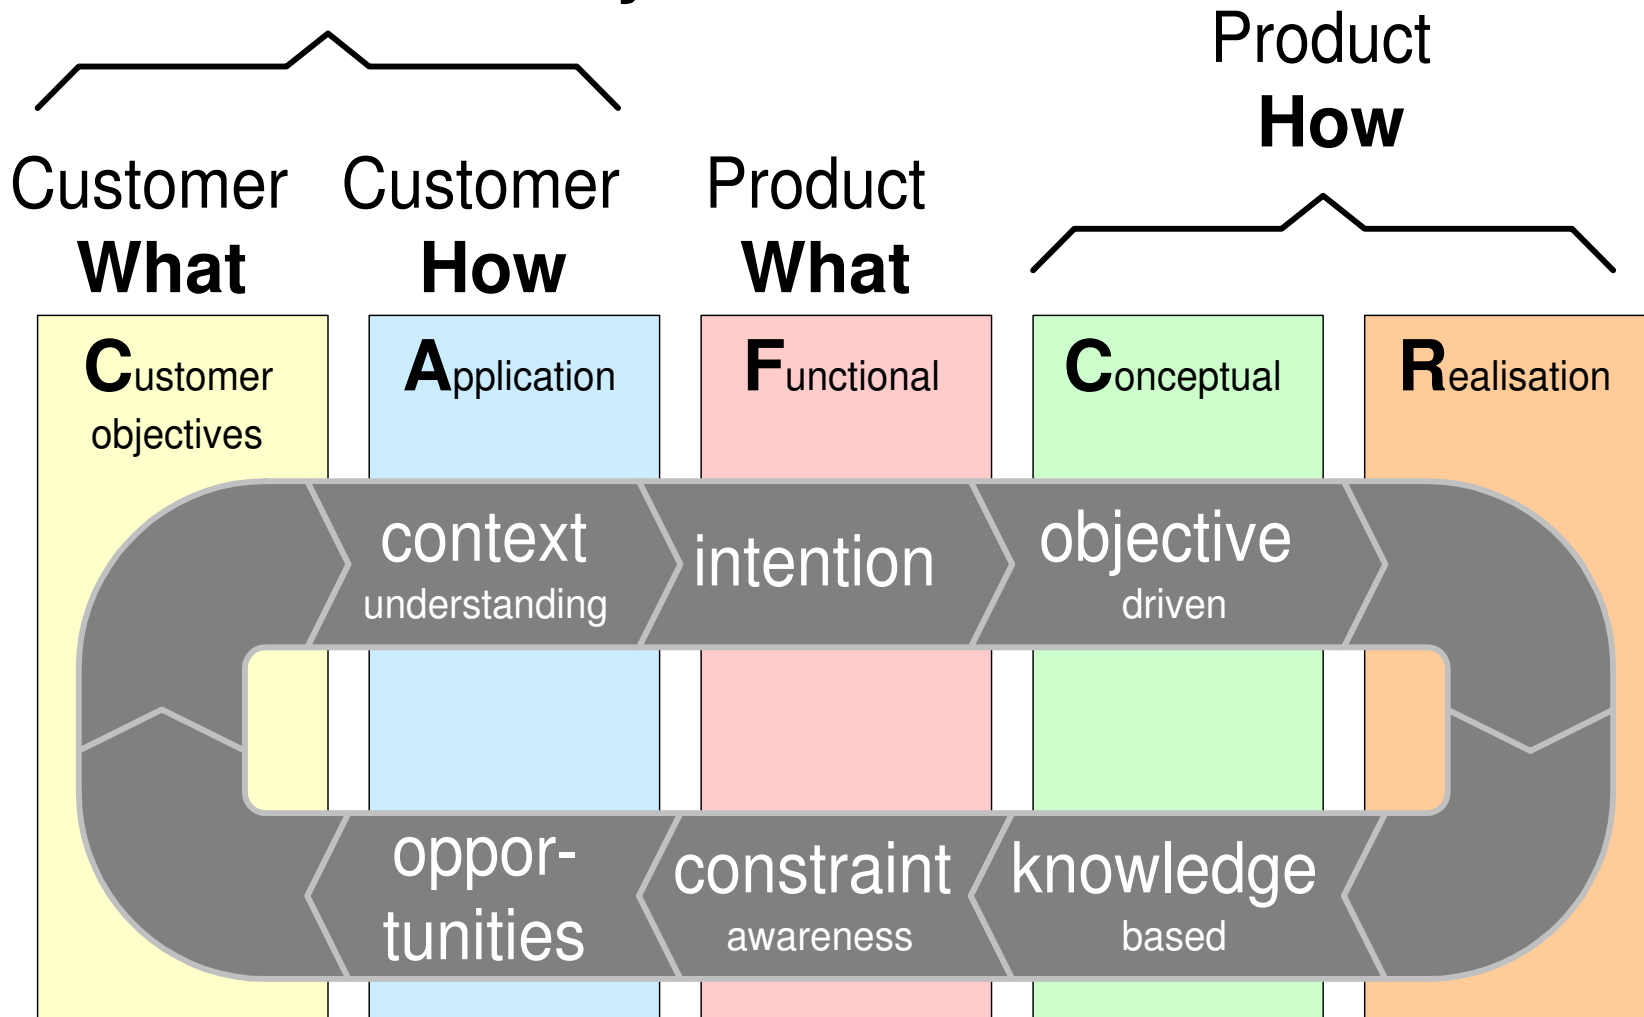 Product
How
Customer
What
Customer
How
Product
What
Customer
objectives
Application
Functional
Conceptual
Realisation
context
understanding
intention
objective
driven
oppor-
tunities
constraint
awareness
knowledge
based